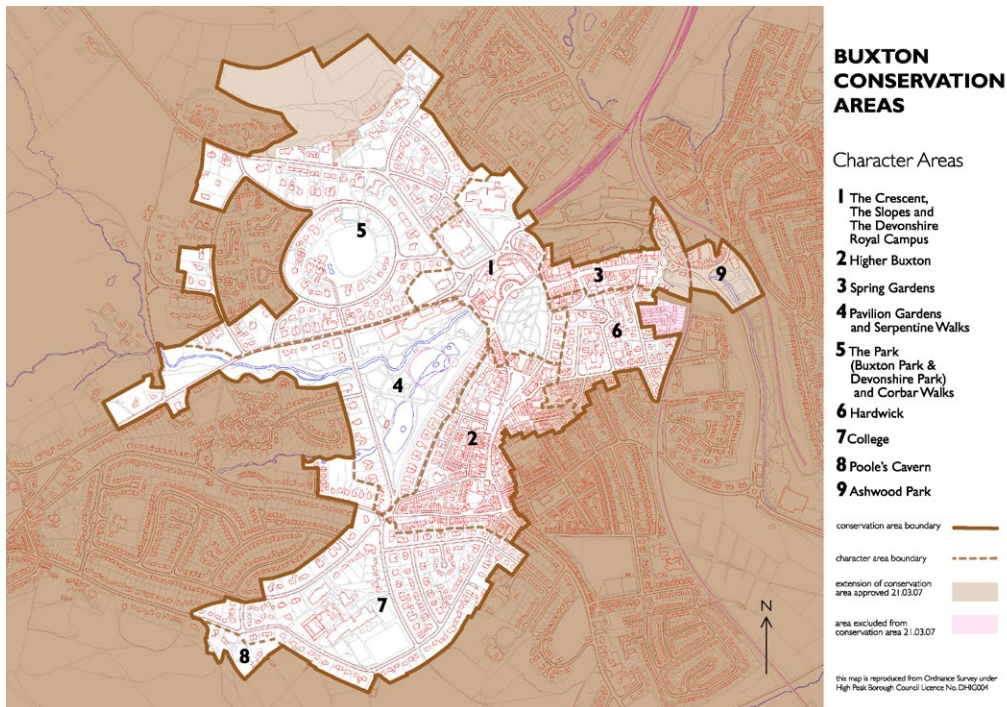 BUXTON
CONSERVATION
AREAS
Character Areas
1 The Crescent,
The Slopes and
The Devonshire
Royal Campus
2 Higher Buxton
3 Spring Gardens
4 Pavilion Gardens
and Serpentine Walks
5 The Park
(Buxton Park &
Devonshire Park)
and Corbar Walks
6 Hardwick
7 College
8 Poole's Cavern
9 Ashwood Park
conservation area boundary
character area boundary
extension of conservation
area approved 21.03.07
area excluded from
conservation area 21.03.07
N
this map is reproduced from Ordnance Survey under
High Peak Borough Council Licence No. DHIG004
5
1
3
9
6
4
2
7
8